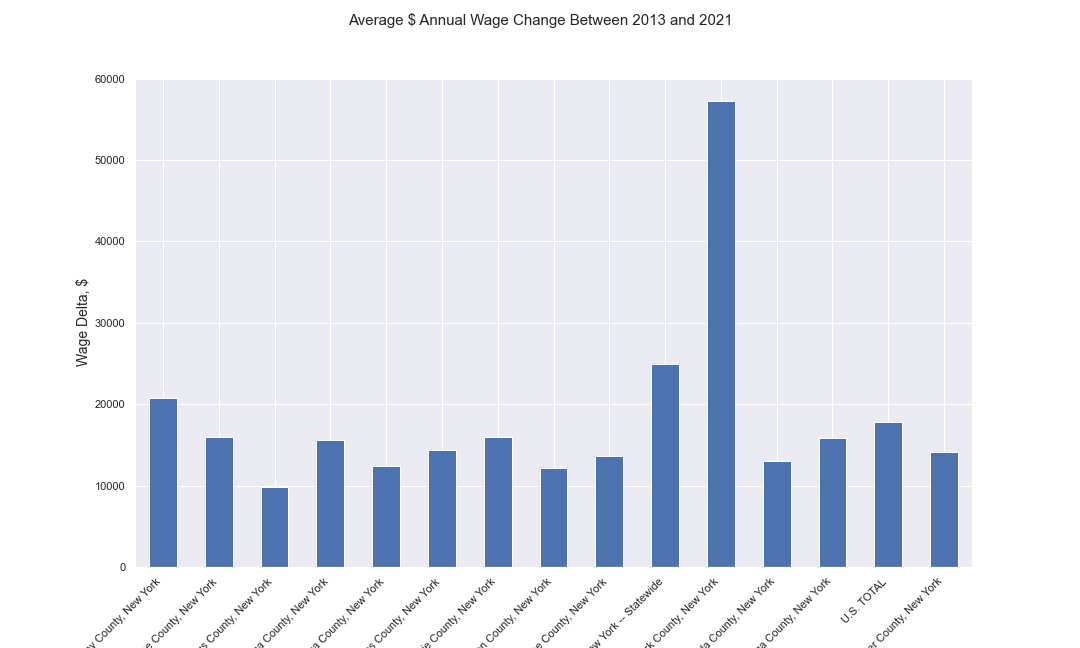 Average $ Annual Wage Change Between 2013 and 2021
Wage Delta, $
60000
50000
40000
30000
20000
10000
0
County, New York
County, New York
County, New York
County, New York
County, New York
County, New York
County, New York
County, New York
County, New York
York -- Statewide
County, New York
County, New York
County, New York
U.S. TOTAL
County, New York